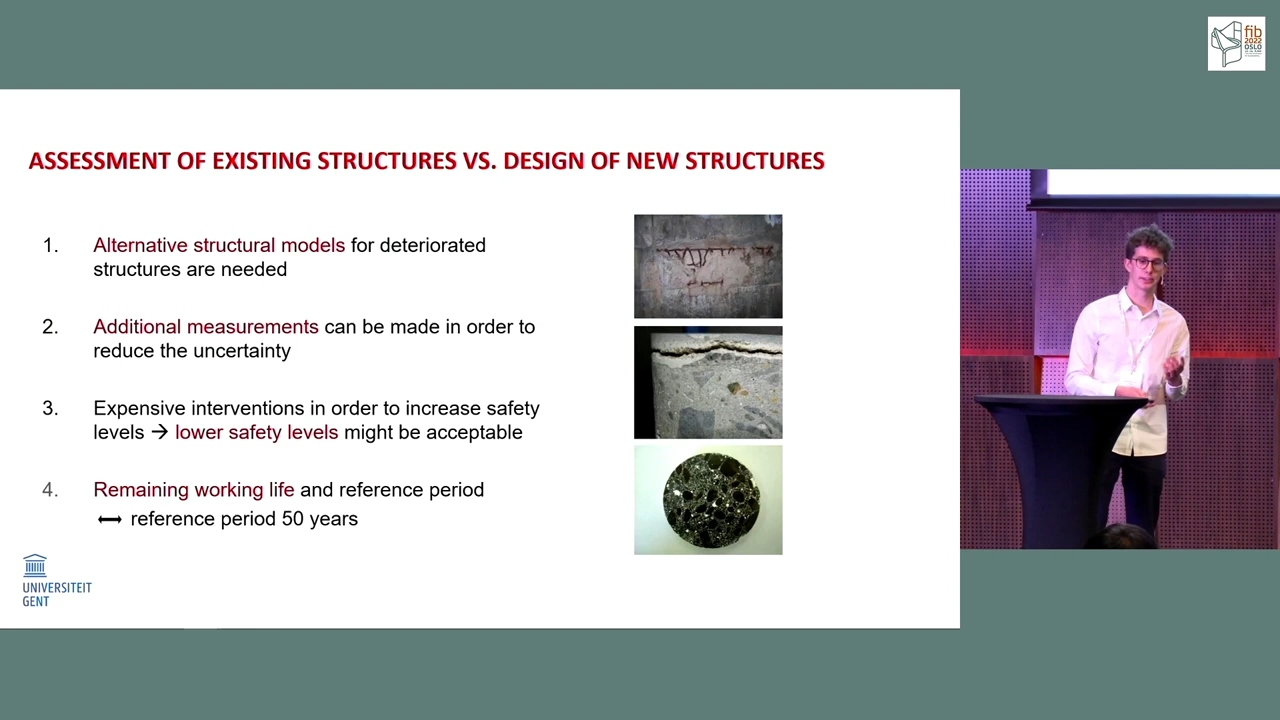 fib
2022
OSLO
ASSESSMENT OF EXISTING STRUCTURES VS. DESIGN OF NEW STRUCTURES
1. Alternative structural models for deteriorated
structures are needed
2. Additional measurements can be made in order to
reduce the uncertainty
3. Expensive interventions in order to increase safety
levels → lower safety levels might be acceptable
4. Remaining working life and reference period
↔ reference period 50 years
UNIVERSITEIT
GENT